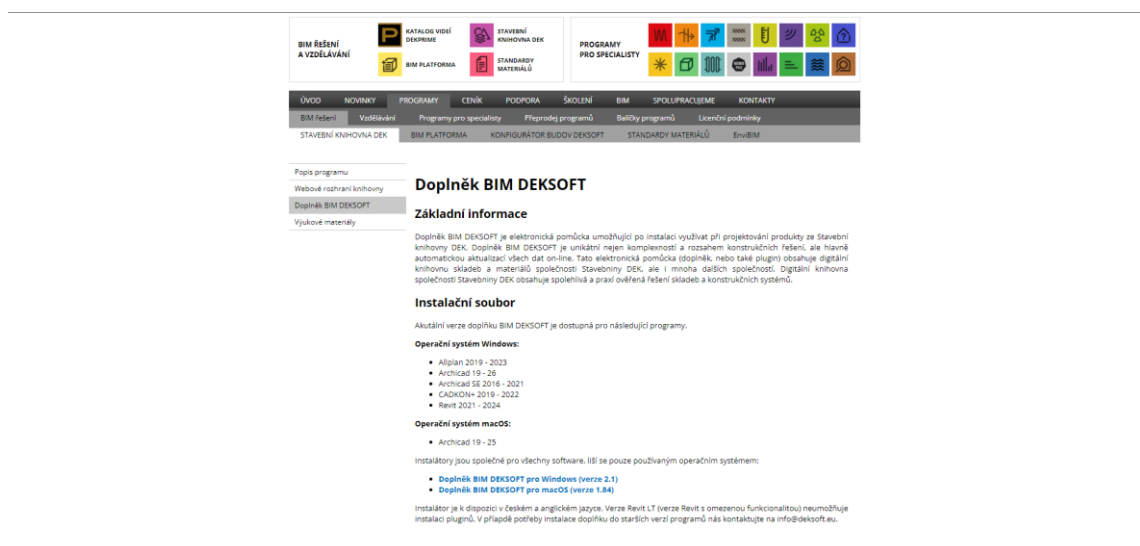 BIM ŘEŠENÍ
A VZDĚLÁVÁNÍ
KATALOG VIDEÍ
DEKPRIME
STAVEBNÍ
KNIHOVNA DEK
BIM PLATFORMA
STANDARDY
MATERIÁLŮ
PROGRAMY
PRO SPECIALISTY
ÚVOD NOVINKY PROGRAMY CENÍK PODPORA ŠKOLENÍ BIM SPOLUPRACUJEME KONTAKTY
BIM řešení Vzdělávání Programy pro specialisty Přeprodej programů Balíčky programů Licenční podmínky
STAVEBNÍ KNIHOVNA DEK BIM PLATFORMA KONFIGURÁTOR BUDOV DEKSOFT STANDARDY MATERIÁLŮ EnviBIM
Popis programu
Webové rozhraní knihovny
Doplněk BIM DEKSOFT
Výukové materiály
Doplněk BIM DEKSOFT
Základní informace
Doplněk BIM DEKSOFT je elektronická pomůcka umožňující po instalaci využívat při projektování produkty ze Stavební
knihovny DEK. Doplněk BIM DEKSOFT je unikátní nejen komplexností a rozsahem konstrukčních řešení, ale hlavně
automatickou aktualizací všech dat on-line. Tato elektronická pomůcka (doplněk, nebo také plugin) obsahuje digitální
knihovnu skladeb a materiálů společnosti Stavebniny DEK, ale i mnoha dalších společností. Digitální knihovna
společnosti Stavebniny DEK obsahuje spolehlivá a praxí ověřená řešení skladeb a konstrukčních systémů.
Instalační soubor
Akutální verze doplňku BIM DEKSOFT je dostupná pro následující programy.
Operační systém Windows:
• Allplan 2019 - 2023
• Archicad 19 - 26
• Archicad SE 2016 - 2021
• CADKON+ 2019 - 2022
• Revit 2021 - 2024
Operační systém macOS:
• Archicad 19 - 25
Instalátory jsou společné pro všechny software, liší se pouze používaným operačním systémem:
• Doplněk BIM DEKSOFT pro Windows (verze 2.1)
• Doplněk BIM DEKSOFT pro macOS (verze 1.84)
Instalátor je k dispozici v českém a anglickém jazyce. Verze Revit LT (verze Revit s omezenou funkcionalitou) neumožňuje
instalaci pluginů. V přiapdě potřeby instalace doplňku do starších verzí programů nás kontaktujte na info@deksoft.eu.